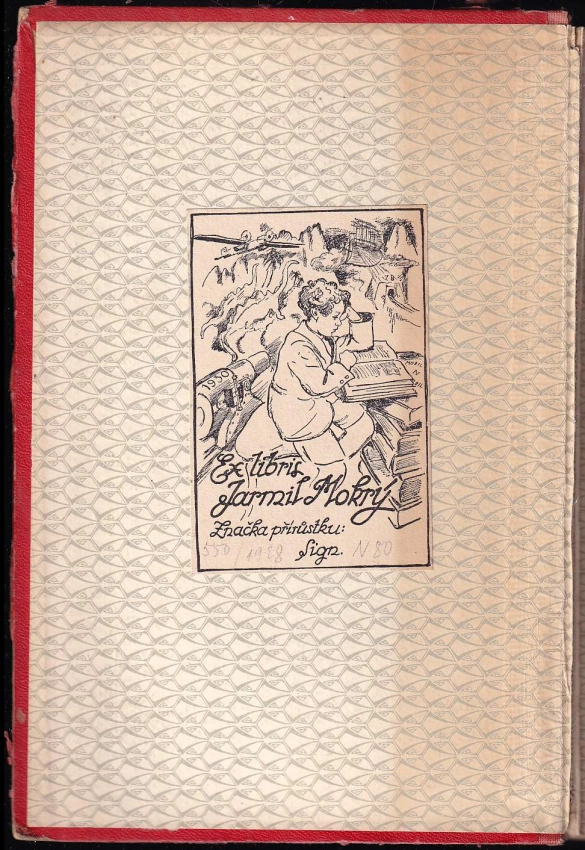 1930
Ex libris
Jarmil Mokrý
Značka přírůstku:
550/1938 Sign. N 80